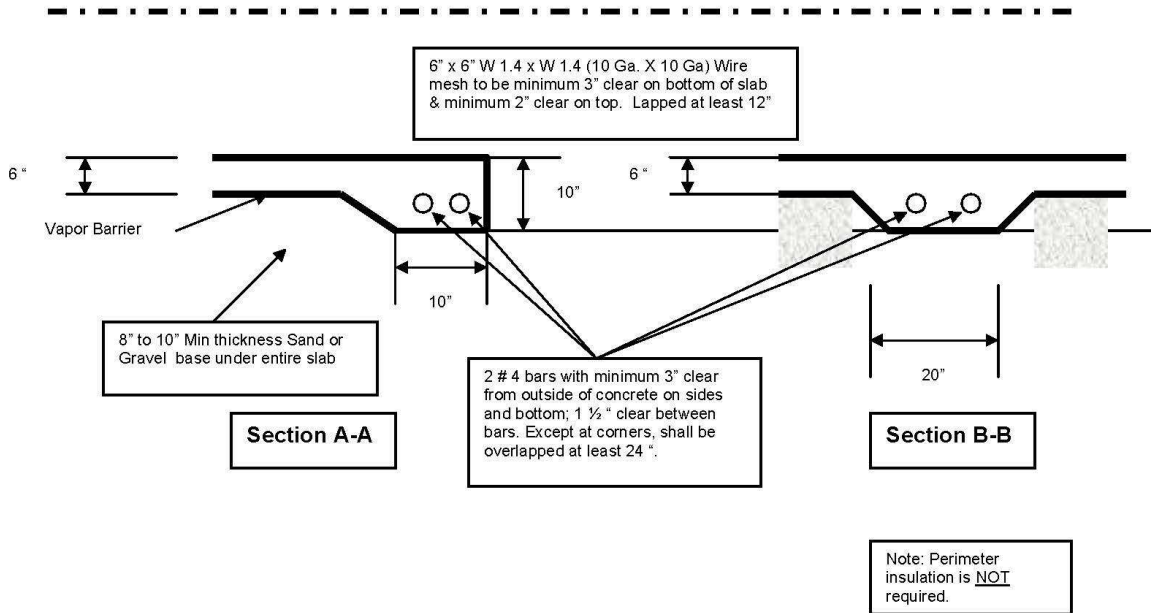 6” x 6” W 1.4 x W 1.4 (10 Ga. X 10 Ga) Wire
mesh to be minimum 3” clear on bottom of slab
& minimum 2” clear on top. Lapped at least 12”
6 “
10”
6 “
Vapor Barrier
10”
8” to 10” Min thickness Sand or
Gravel base under entire slab
2 # 4 bars with minimum 3” clear
from outside of concrete on sides
and bottom; 1 ½ “ clear between
bars. Except at corners, shall be
overlapped at least 24 “.
20”
Section A-A
Section B-B
Note: Perimeter
insulation is NOT
required.